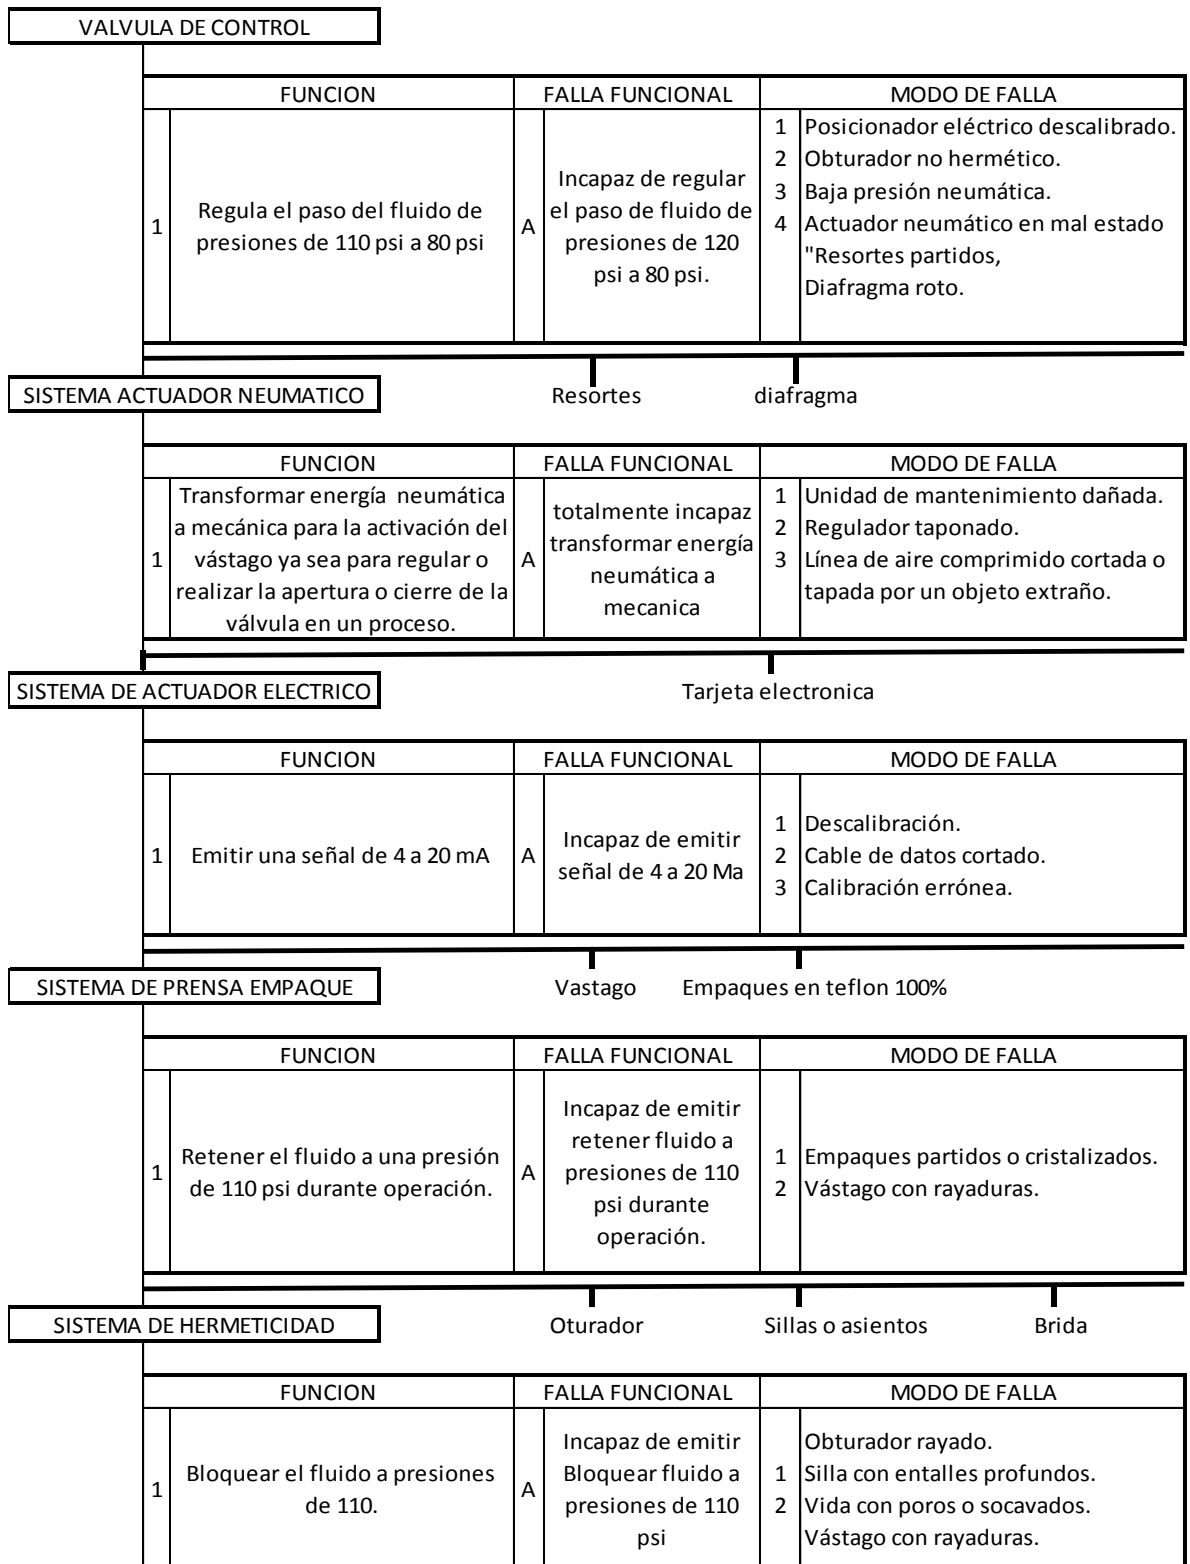 VALVULA DE CONTROL
FUNCION
FALLA FUNCIONAL
MODO DE FALLA
1
Regula el paso del fluido de
presiones de 110 psi a 80 psi
A
Incapaz de regular
el paso de fluido de
presiones de 120
psi a 80 psi.
1 Posicionador eléctrico descalibrado.
2 Obturador no hermético.
3 Baja presión neumática.
4 Actuador neumático en mal estado
"Resortes partidos,
Diafragma roto.
SISTEMA ACTUADOR NEUMATICO
Resortes
diafragma
FUNCION
FALLA FUNCIONAL
MODO DE FALLA
1
Transformar energía neumática
a mecánica para la activación del
vástago ya sea para regular o
realizar la apertura o cierre de la
válvula en un proceso.
A
totalmente incapaz
transformar energía
neumática a
mecanica
1 Unidad de mantenimiento dañada.
2 Regulador taponado.
3 Línea de aire comprimido cortada o
tapada por un objeto extraño.
SISTEMA DE ACTUADOR ELECTRICO
Tarjeta electronica
FUNCION
FALLA FUNCIONAL
MODO DE FALLA
1
Emitir una señal de 4 a 20 mA
A
Incapaz de emitir
señal de 4 a 20 Ma
1 Descalibración.
2 Cable de datos cortado.
3 Calibración errónea.
SISTEMA DE PRENSA EMPAQUE
Vastago
Empaques en teflon 100%
FUNCION
FALLA FUNCIONAL
MODO DE FALLA
1
Retener el fluido a una presión
de 110 psi durante operación.
A
Incapaz de emitir
retener fluido a
presiones de 110
psi durante
operación.
1 Empaques partidos o cristalizados.
2 Vástago con rayaduras.
SISTEMA DE HERMETICIDAD
Oturador
Sillas o asientos
Brida
FUNCION
FALLA FUNCIONAL
MODO DE FALLA
1
Bloquear el fluido a presiones
de 110.
A
Incapaz de emitir
Bloquear fluido a
presiones de 110
psi
Obturador rayado.
1 Silla con entalles profundos.
2 Vida con poros o socavados.
Vástago con rayaduras.